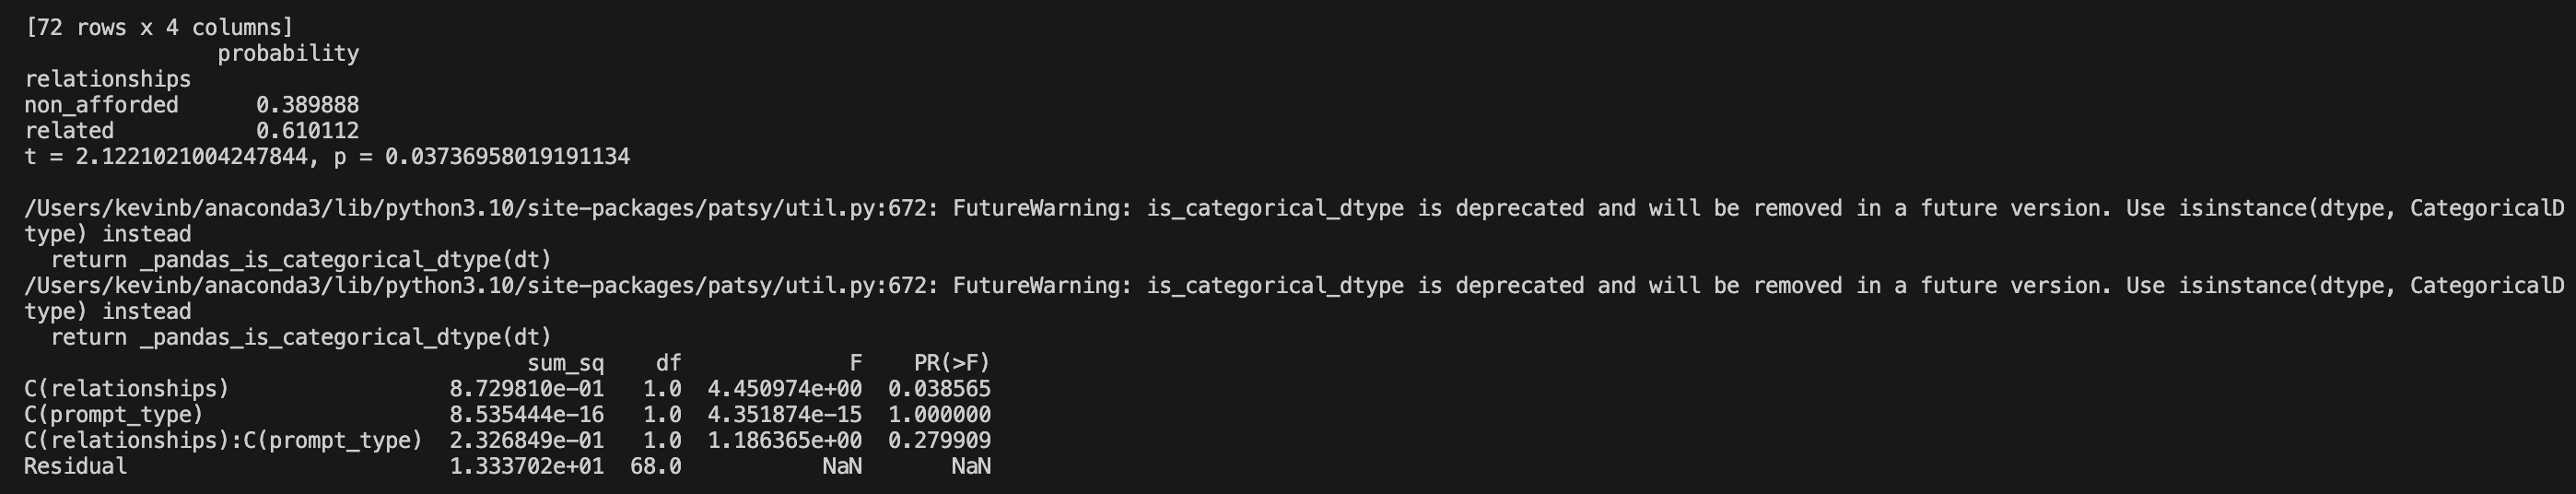 [72 rows x 4 columns]
               probability
relationships
non_afforded      0.389888
related           0.610112
t = 2.1221021004247844, p = 0.03736958019191134

/Users/kevinb/anaconda3/lib/python3.10/site-packages/patsy/util.py:672: FutureWarning: is_categorical_dtype is deprecated and will be removed in a future version. Use isinstance(dtype, CategoricalD
type) instead
  return _pandas_is_categorical_dtype(dt)
/Users/kevinb/anaconda3/lib/python3.10/site-packages/patsy/util.py:672: FutureWarning: is_categorical_dtype is deprecated and will be removed in a future version. Use isinstance(dtype, CategoricalD
type) instead
  return _pandas_is_categorical_dtype(dt)
                                       sum_sq    df             F    PR(>F)
C(relationships)                 8.729810e-01   1.0  4.450974e+00  0.038565
C(prompt_type)                   8.535444e-16   1.0  4.351874e-15  1.000000
C(relationships):C(prompt_type)  2.326849e-01   1.0  1.186365e+00  0.279909
Residual                         1.333702e+01  68.0           NaN       NaN